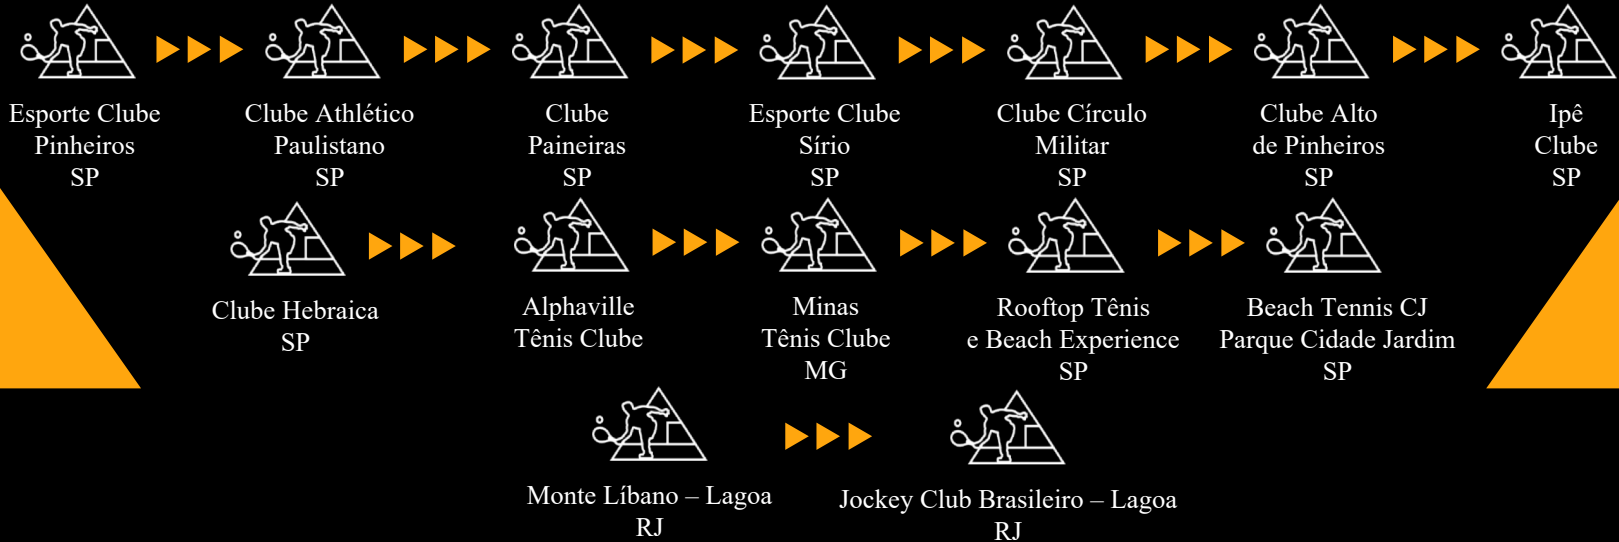 Esporte Clube
Pinheiros
SP
Clube Athlético
Paulistano
SP
Clube
Paineiras
SP
Esporte Clube
Sírio
SP
Clube Círculo
Militar
SP
Clube Alto
de Pinheiros
SP
Ipê
Clube
SP
Clube Hebraica
SP
Alphaville
Tênis Clube
Minas
Tênis Clube
MG
Rooftop Tênis
e Beach Experience
SP
Beach Tennis CJ
Parque Cidade Jardim
SP
Monte Líbano – Lagoa
RJ
Jockey Club Brasileiro – Lagoa
RJ